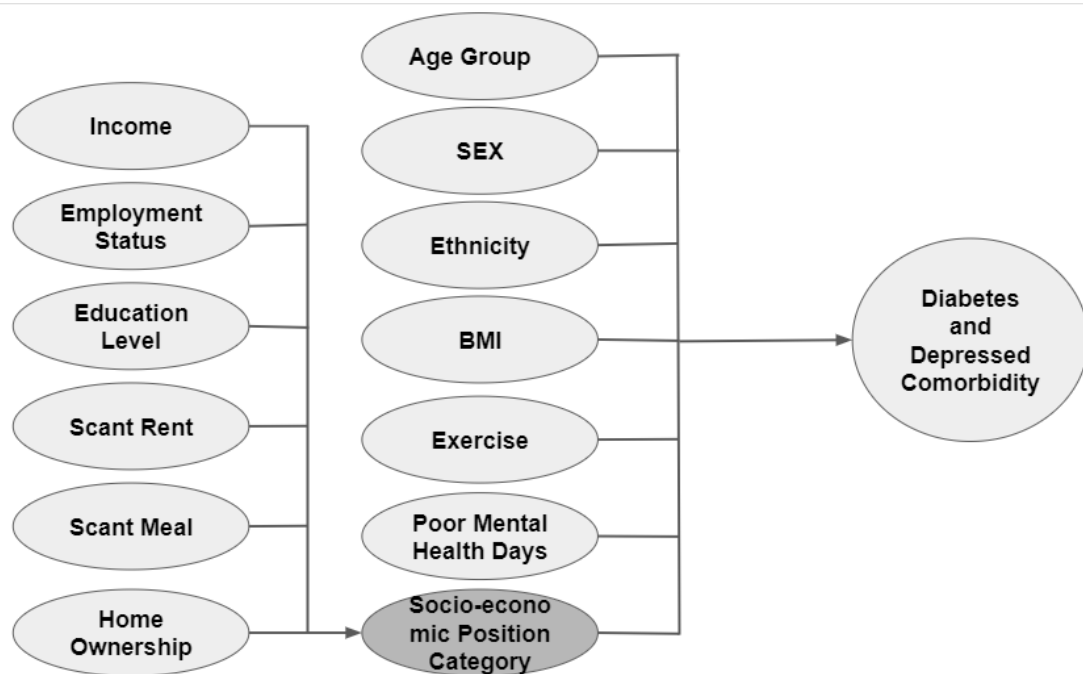 Income
Employment
Status
Education
Level
Scant Rent
Scant Meal
Home
Ownership
Age Group
SEX
Ethnicity
BMI
Exercise
Poor Mental
Health Days
Socio-econo
mic Position
Category
Diabetes
and
Depressed
Comorbidity